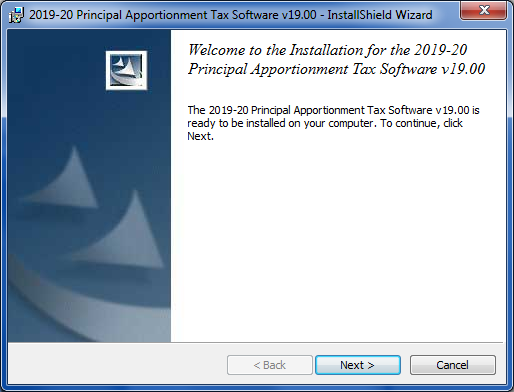 2019-20 Principal Apportionment Tax Software v19.00 - InstallShield Wizard
Welcome to the Installation for the 2019-20
Principal Apportionment Tax Software v19.00
The 2019-20 Principal Apportionment Tax Software v19.00 is
ready to be installed on your computer. To continue, click
Next.
< Back
Next >
Cancel